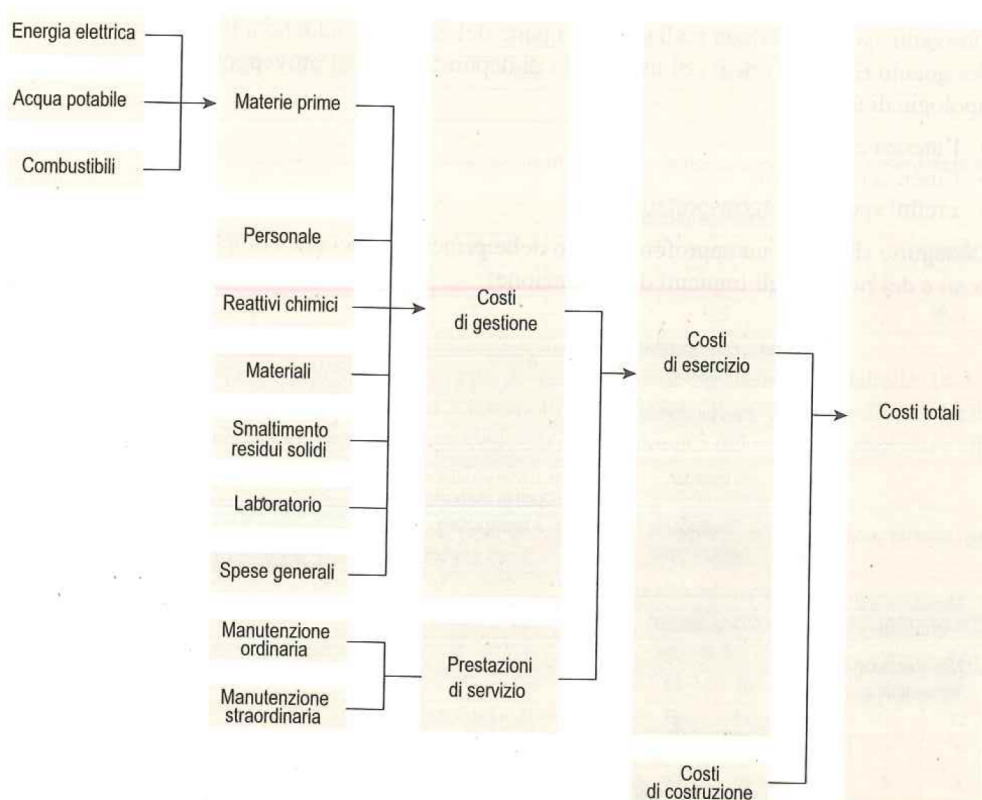 Energia elettrica
Acqua potabile
Combustibili
Materie prime
Personale
Reattivi chimici
Materiali
Smaltimento
residui solidi
Laboratorio
Spese generali
Manutenzione
ordinaria
Manutenzione
straordinaria
Costi
di gestione
Prestazioni
di servizio
Costi
di esercizio
Costi
di costruzione
Costi totali